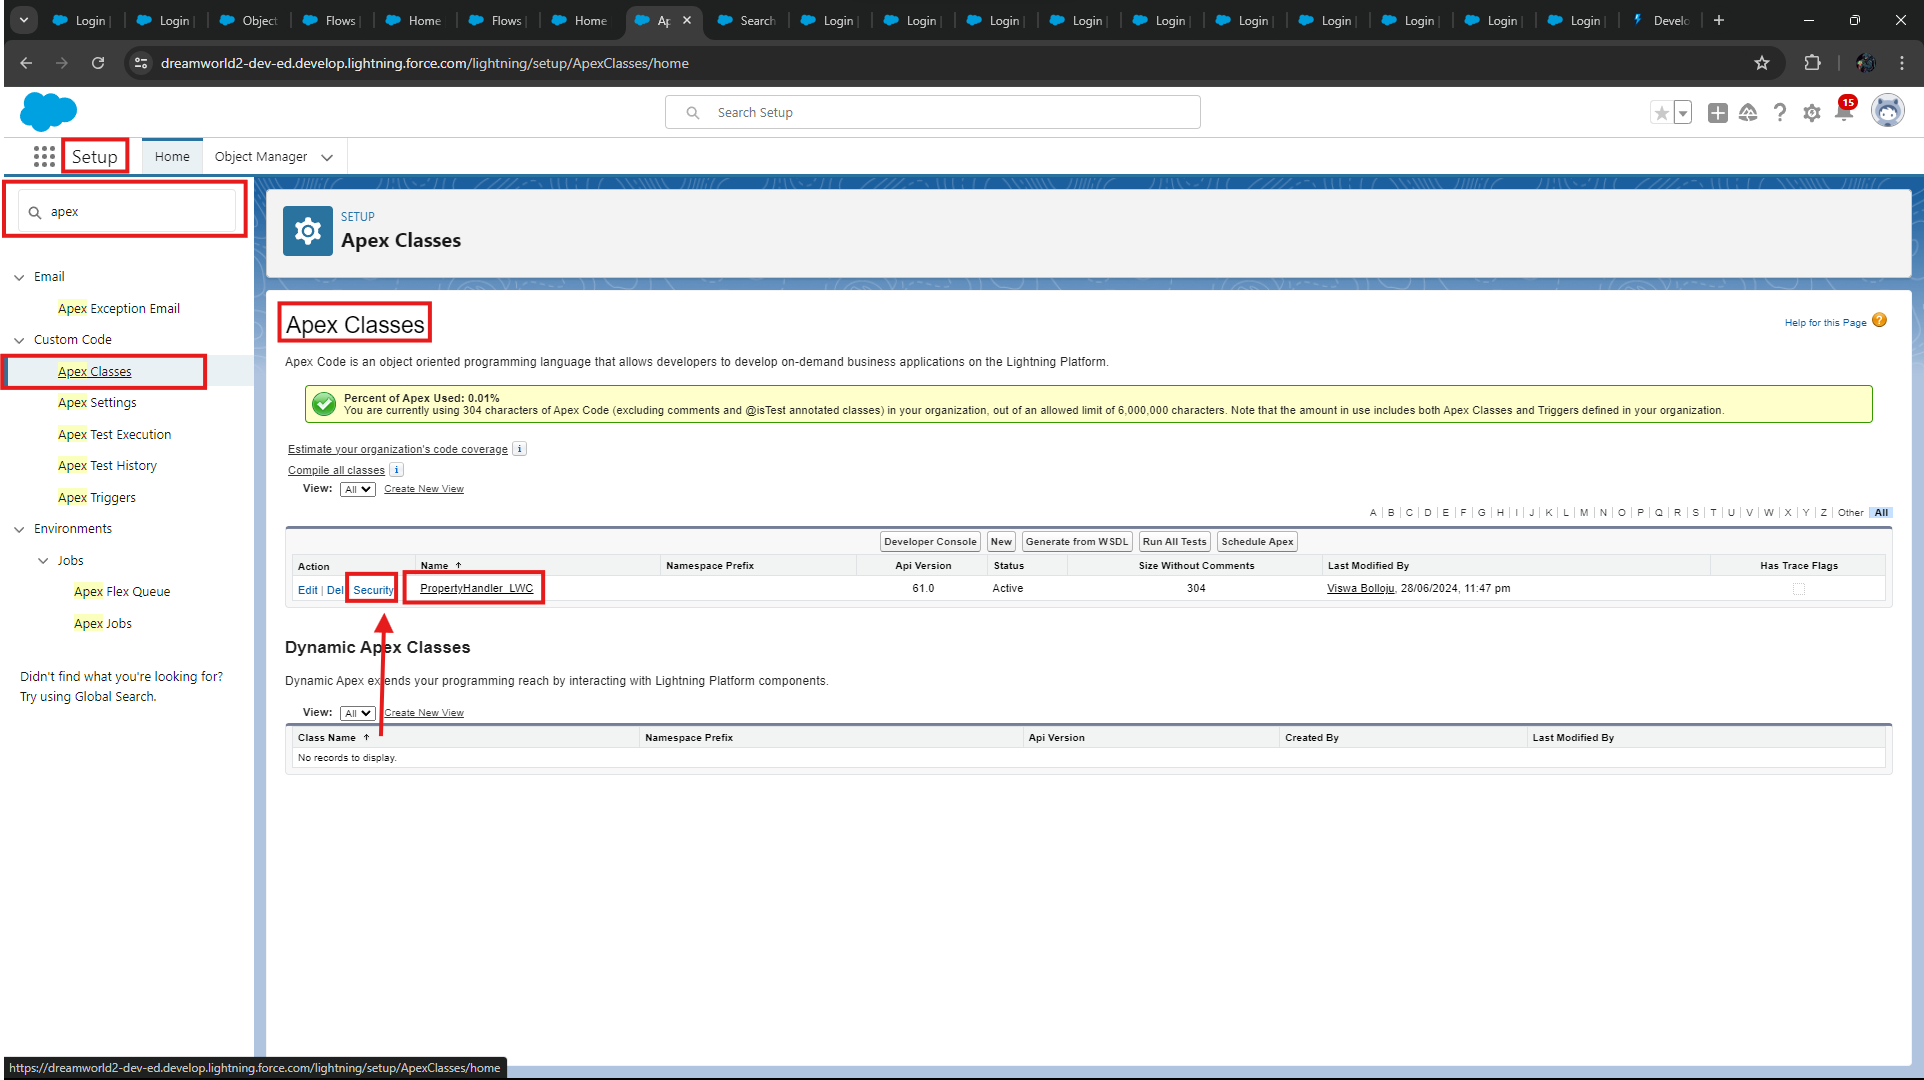 Login
Login
Object
Flows
Home
Flows
Home
Ap
Search
Login
Login
Login
Login
Login
Login
Login
Login
Login
Login
Develo
dreamworld2-dev-ed.develop.lightning.force.com/lightning/setup/ApexClasses/home
Search Setup
15
Setup
Home
Object Manager
apex
Email
Apex Exception Email
Custom Code
Apex Classes
Apex Settings
Apex Test Execution
Apex Test History
Apex Triggers
Environments
Jobs
Apex Flex Queue
Apex Jobs
Didn't find what you're looking for?
Try using Global Search.
SETUP
Apex Classes
Apex Classes
Help for this Page ?
Apex Code is an object oriented programming language that allows developers to develop on-demand business applications on the Lightning Platform.
Percent of Apex Used: 0.01%
You are currently using 304 characters of Apex Code (excluding comments and @isTest annotated classes) in your organization, out of an allowed limit of 6,000,000 characters. Note that the amount in use includes both Apex Classes and Triggers defined in your organization.
Estimate your organization's code coverage i
Compile all classes i
View: All Create New View
A | B | C | D | E | F | G | H | I | J | K | L | M | N | O | P | Q | R | S | T | U | V | W | X | Y | Z | Other All
Developer Console New Generate from WSDL Run All Tests Schedule Apex
Action Name ↑ Namespace Prefix Api Version Status Size Without Comments Last Modified By Has Trace Flags
Edit | Del Security PropertyHandler_LWC 61.0 Active 304 Viswa Bolloju, 28/06/2024, 11:47 pm
Dynamic Apex Classes
Dynamic Apex extends your programming reach by interacting with Lightning Platform components.
View: All Create New View
Class Name ↑ Namespace Prefix Api Version Created By Last Modified By
No records to display.
https://dreamworld2-dev-ed.develop.lightning.force.com/lightning/setup/ApexClasses/home